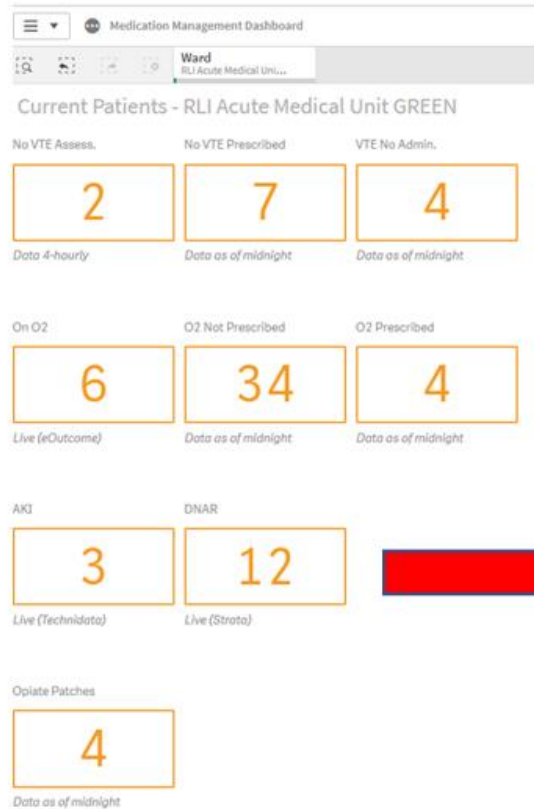 Medication Management Dashboard
Ward
RLI Acute Medical Uni...
Current Patients - RLI Acute Medical Unit GREEN
No VTE Assess. No VTE Prescribed VTE No Admin.
2 7 4
Data 4-hourly Data as of midnight Data as of midnight
On O2 O2 Not Prescribed O2 Prescribed
6 34 4
Live (eOutcome) Data as of midnight Data as of midnight
AKI DNAR
3 12
Live (Technidata) Live (Strata)
Opiate Patches
4
Data as of midnight